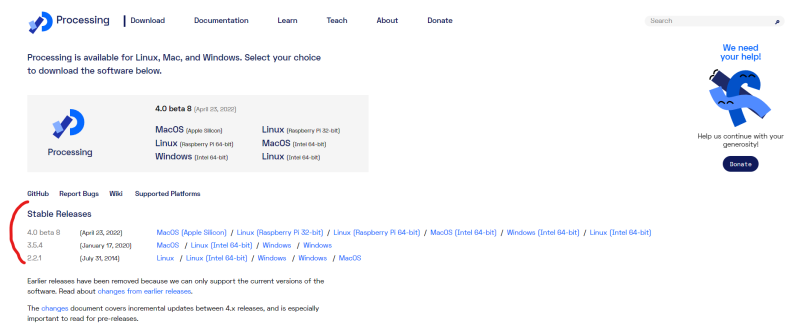 Processing
Download
Documentation
Learn
Teach
About
Donate
Search
Processing is available for Linux, Mac, and Windows. Select your choice
to download the software below.
We need
your help!
4.0 beta 8 (April 23, 2022)
MacOS (Apple Silicon) Linux (Raspberry Pi 32-bit)
Linux (Raspberry Pi 64-bit) MacOS (Intel 64-bit)
Windows (Intel 64-bit) Linux (Intel 64-bit)
Processing
Help us continue with your
generosity!
Donate
GitHub Report Bugs Wiki Supported Platforms
Stable Releases
4.0 beta 8 (April 23, 2022) MacOS (Apple Silicon) / Linux (Raspberry Pi 32-bit) / Linux (Raspberry Pi 64-bit) / MacOS (Intel 64-bit) / Windows (Intel 64-bit) / Linux (Intel 64-bit)
3.5.4 (January 17, 2020) MacOS / Linux (Intel 64-bit) / Windows / Windows
2.2.1 (July 31, 2014) Linux / Linux (Intel 64-bit) / Windows / Windows / MacOS
Earlier releases have been removed because we can only support the current versions of the
software. Read about changes from earlier releases.
The changes document covers incremental updates between 4.x releases, and is especially
important to read for pre-releases.